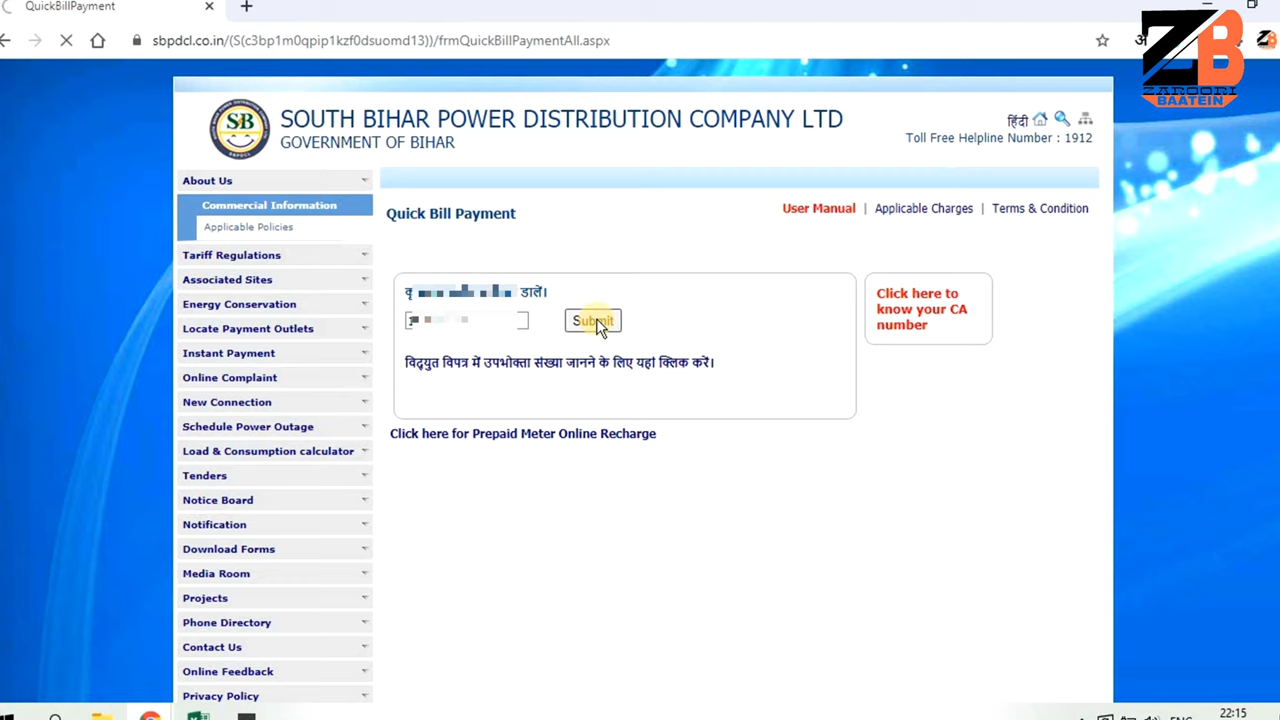 QuickBillPayment
sbpdcl.co.in/(S(c3bp1m0qpip1kzf0dsuomd13))/frmQuickBillPaymentAll.aspx
ZB
ZAROORI
BAATEIN
SB
SOUTH BIHAR POWER DISTRIBUTION COMPANY LTD
GOVERNMENT OF BIHAR
हिंदी
Toll Free Helpline Number : 1912
About Us
Commercial Information
Applicable Policies
Tariff Regulations
Associated Sites
Energy Conservation
Locate Payment Outlets
Instant Payment
Online Complaint
New Connection
Schedule Power Outage
Load & Consumption calculator
Tenders
Notice Board
Notification
Download Forms
Media Room
Projects
Phone Directory
Contact Us
Online Feedback
Privacy Policy
Quick Bill Payment
User Manual | Applicable Charges | Terms & Condition
डालें।
Submit
विद्युत विपत्र में उपभोक्ता संख्या जानने के लिए यहां क्लिक करें।
Click here to
know your CA
number
Click here for Prepaid Meter Online Recharge
22:15